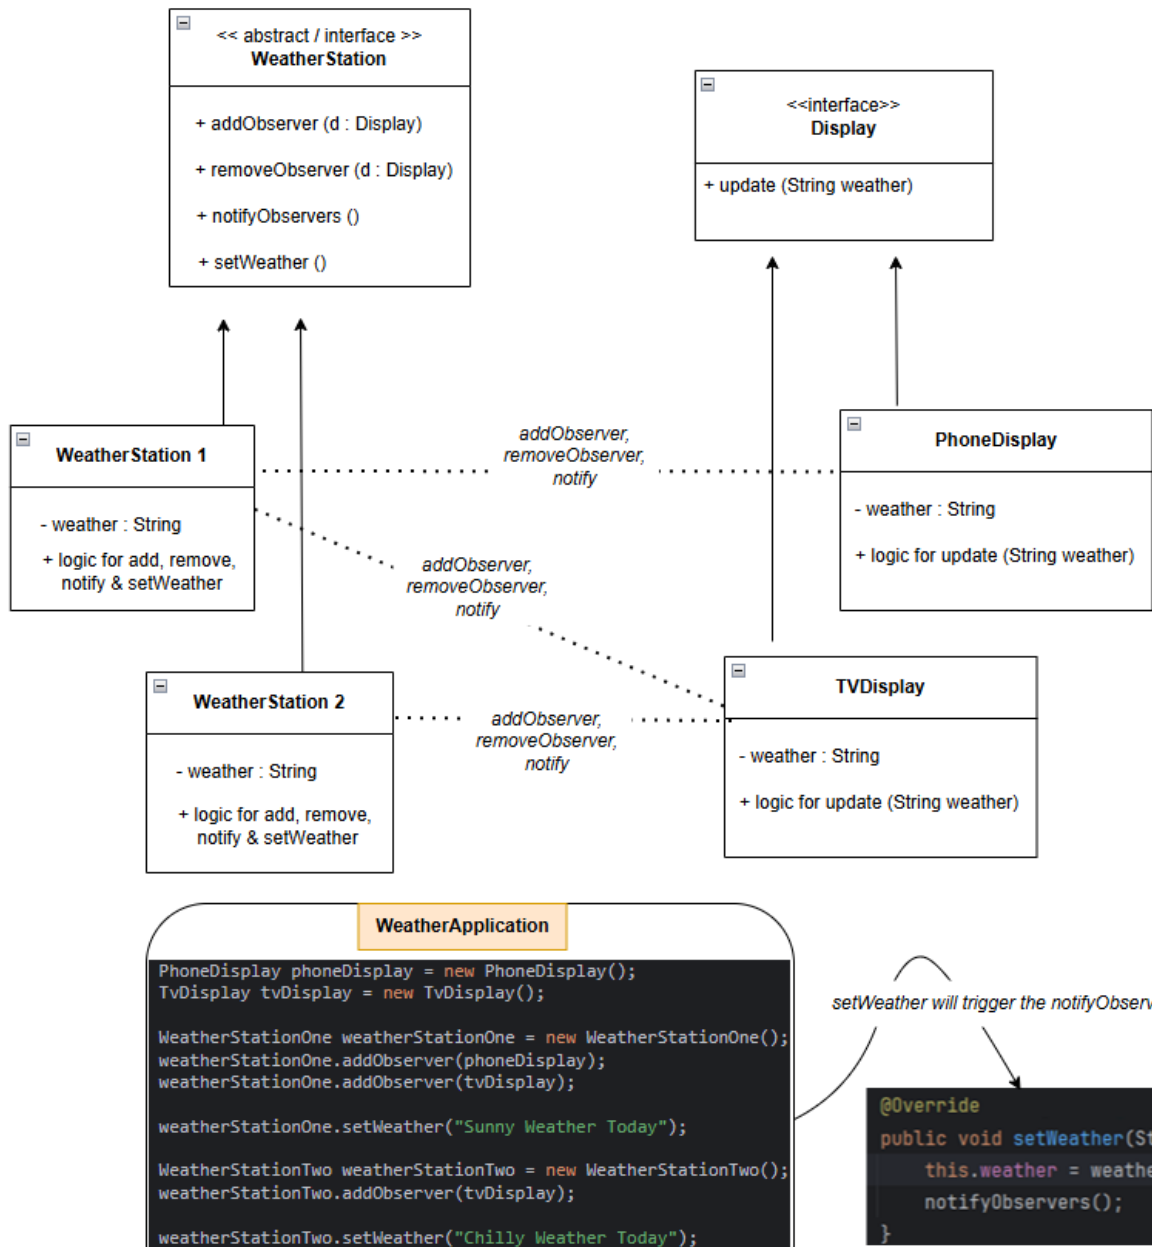 << abstract / interface >>
WeatherStation
+ addObserver (d : Display)
+ removeObserver (d : Display)
+ notifyObservers ()
+ setWeather ()
<<interface>>
Display
+ update (String weather)
WeatherStation 1
- weather : String
+ logic for add, remove,
notify & setWeather
addObserver,
removeObserver,
notify
PhoneDisplay
- weather : String
+ logic for update (String weather)
addObserver,
removeObserver,
notify
WeatherStation 2
- weather : String
+ logic for add, remove,
notify & setWeather
addObserver,
removeObserver,
notify
TVDisplay
- weather : String
+ logic for update (String weather)
WeatherApplication
PhoneDisplay phoneDisplay = new PhoneDisplay();
TvDisplay tvDisplay = new TvDisplay();
WeatherStationOne weatherStationOne = new WeatherStationOne();
weatherStationOne.addObserver(phoneDisplay);
weatherStationOne.addObserver(tvDisplay);
weatherStationOne.setWeather("Sunny Weather Today");
WeatherStationTwo weatherStationTwo = new WeatherStationTwo();
weatherStationTwo.addObserver(tvDisplay);
weatherStationTwo.setWeather("Chilly Weather Today");
setWeather will trigger the notifyObserv
@Override
public void setWeather(St
this.weather = weathe
notifyObservers();
}